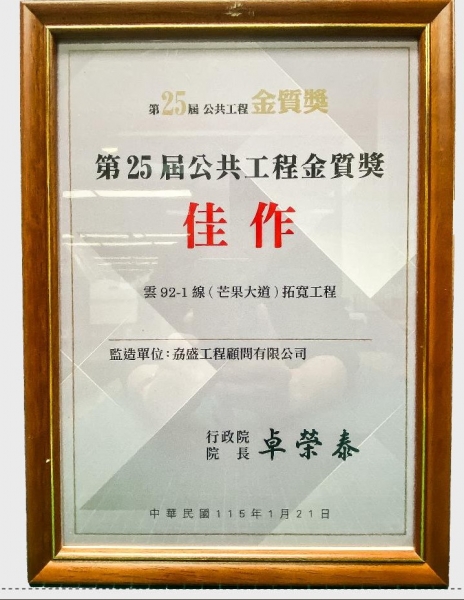 第25屆 公共工程 金質獎
第25屆公共工程金質獎
佳作
雲92-1線(芒果大道)拓寬工程
監造單位：荔盛工程顧問有限公司
行政院
院長 卓榮泰
中華民國115年1月21日